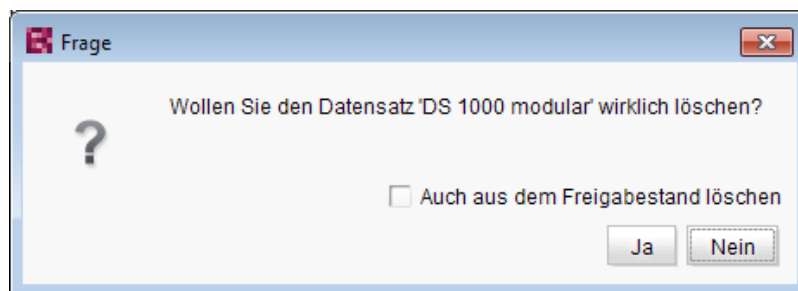 Frage
Wollen Sie den Datensatz 'DS 1000 modular' wirklich löschen?
?
Auch aus dem Freigabestand löschen
Ja Nein